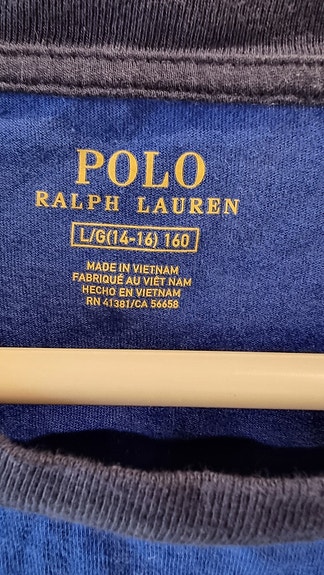 POLO
RALPH LAUREN
L/G(14-16) 160
MADE IN VIETNAM
FABRIQUÉ AU VIÊT NAM
HECHO EN VIETNAM
RN 41381/CA 56658